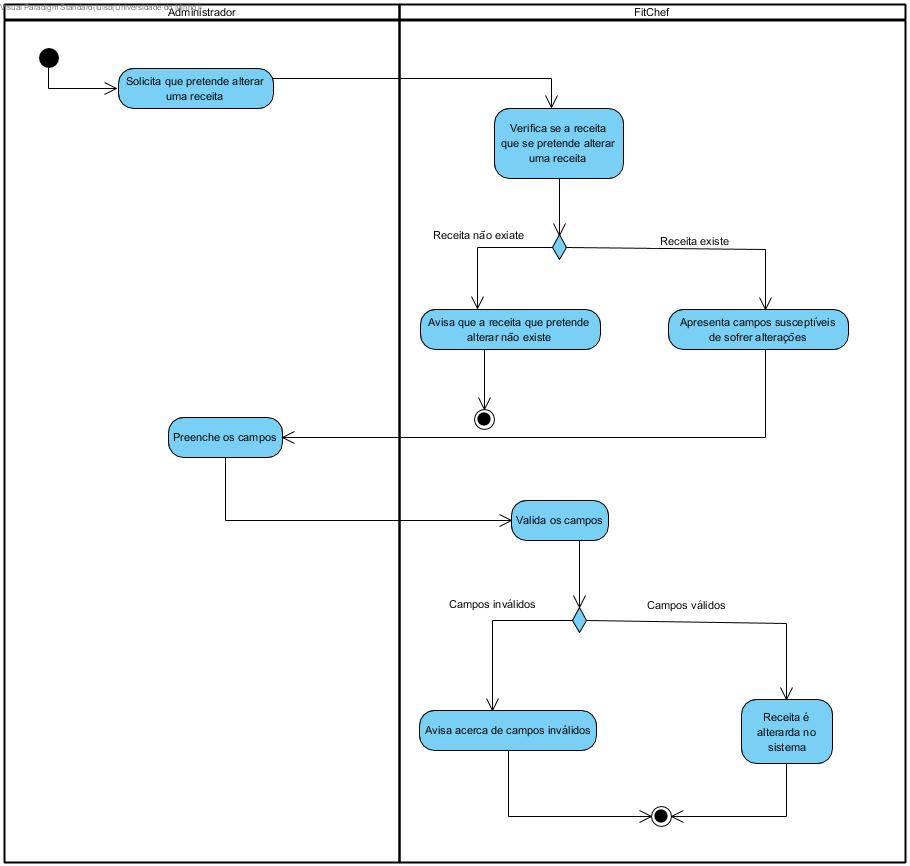 Visual Paradigm Standard(luiso(Universidade do Minho))
Administrador
FitChef
Solicita que pretende alterar
uma receita
Verifica se a receita
que se pretende alterar
uma receita
Receita não exiate
Receita existe
Avisa que a receita que pretende
alterar não existe
Apresenta campos susceptíveis
de sofrer alterações
Preenche os campos
Valida os campos
Campos inválidos
Campos válidos
Avisa acerca de campos inválidos
Receita é
alterarda no
sistema